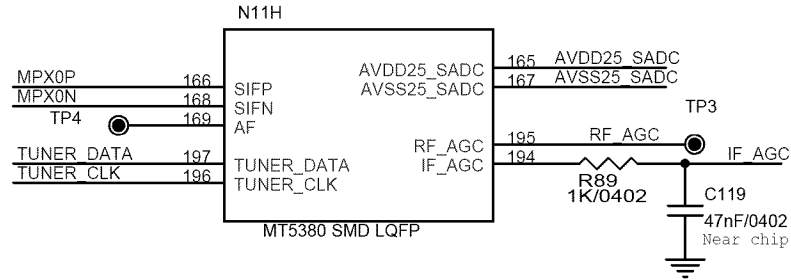 N11H
MPX0P 166 SIFP
MPX0N 168 SIFN
TP4 169 AF
TUNER_DATA 197 TUNER_DATA
TUNER_CLK 196 TUNER_CLK
AVDD25_SADC 165 AVDD25_SADC
AVSS25_SADC 167 AVSS25_SADC
TP3
RF_AGC 195 RF_AGC
IF_AGC 194 IF_AGC
R89
1K/0402
C119
47nF/0402
Near chip
MT5380 SMD LQFP